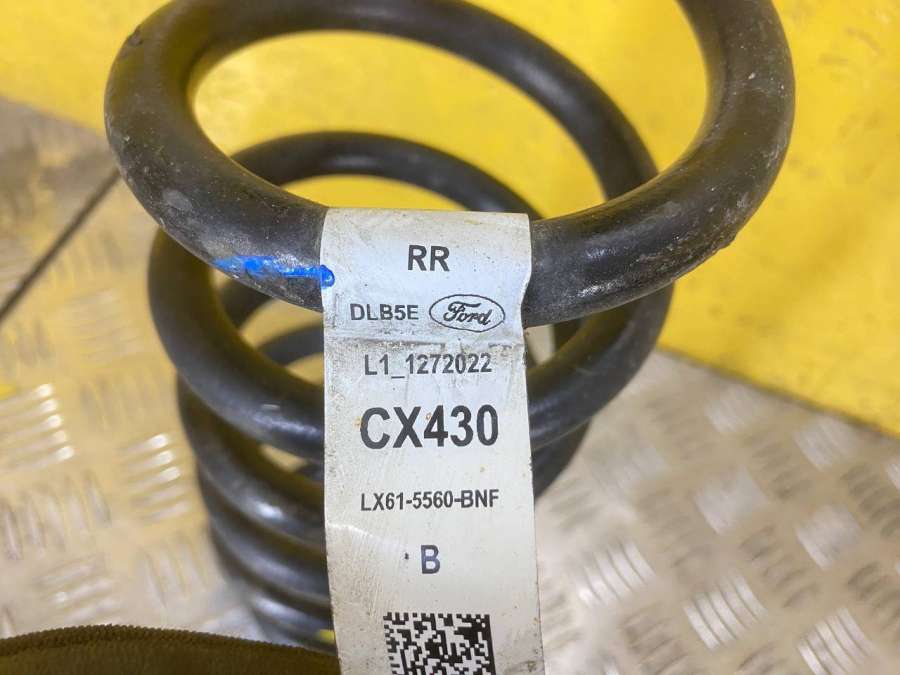 RR
DLB5E Ford
L1_1272022
CX430
LX61-5560-BNF
B